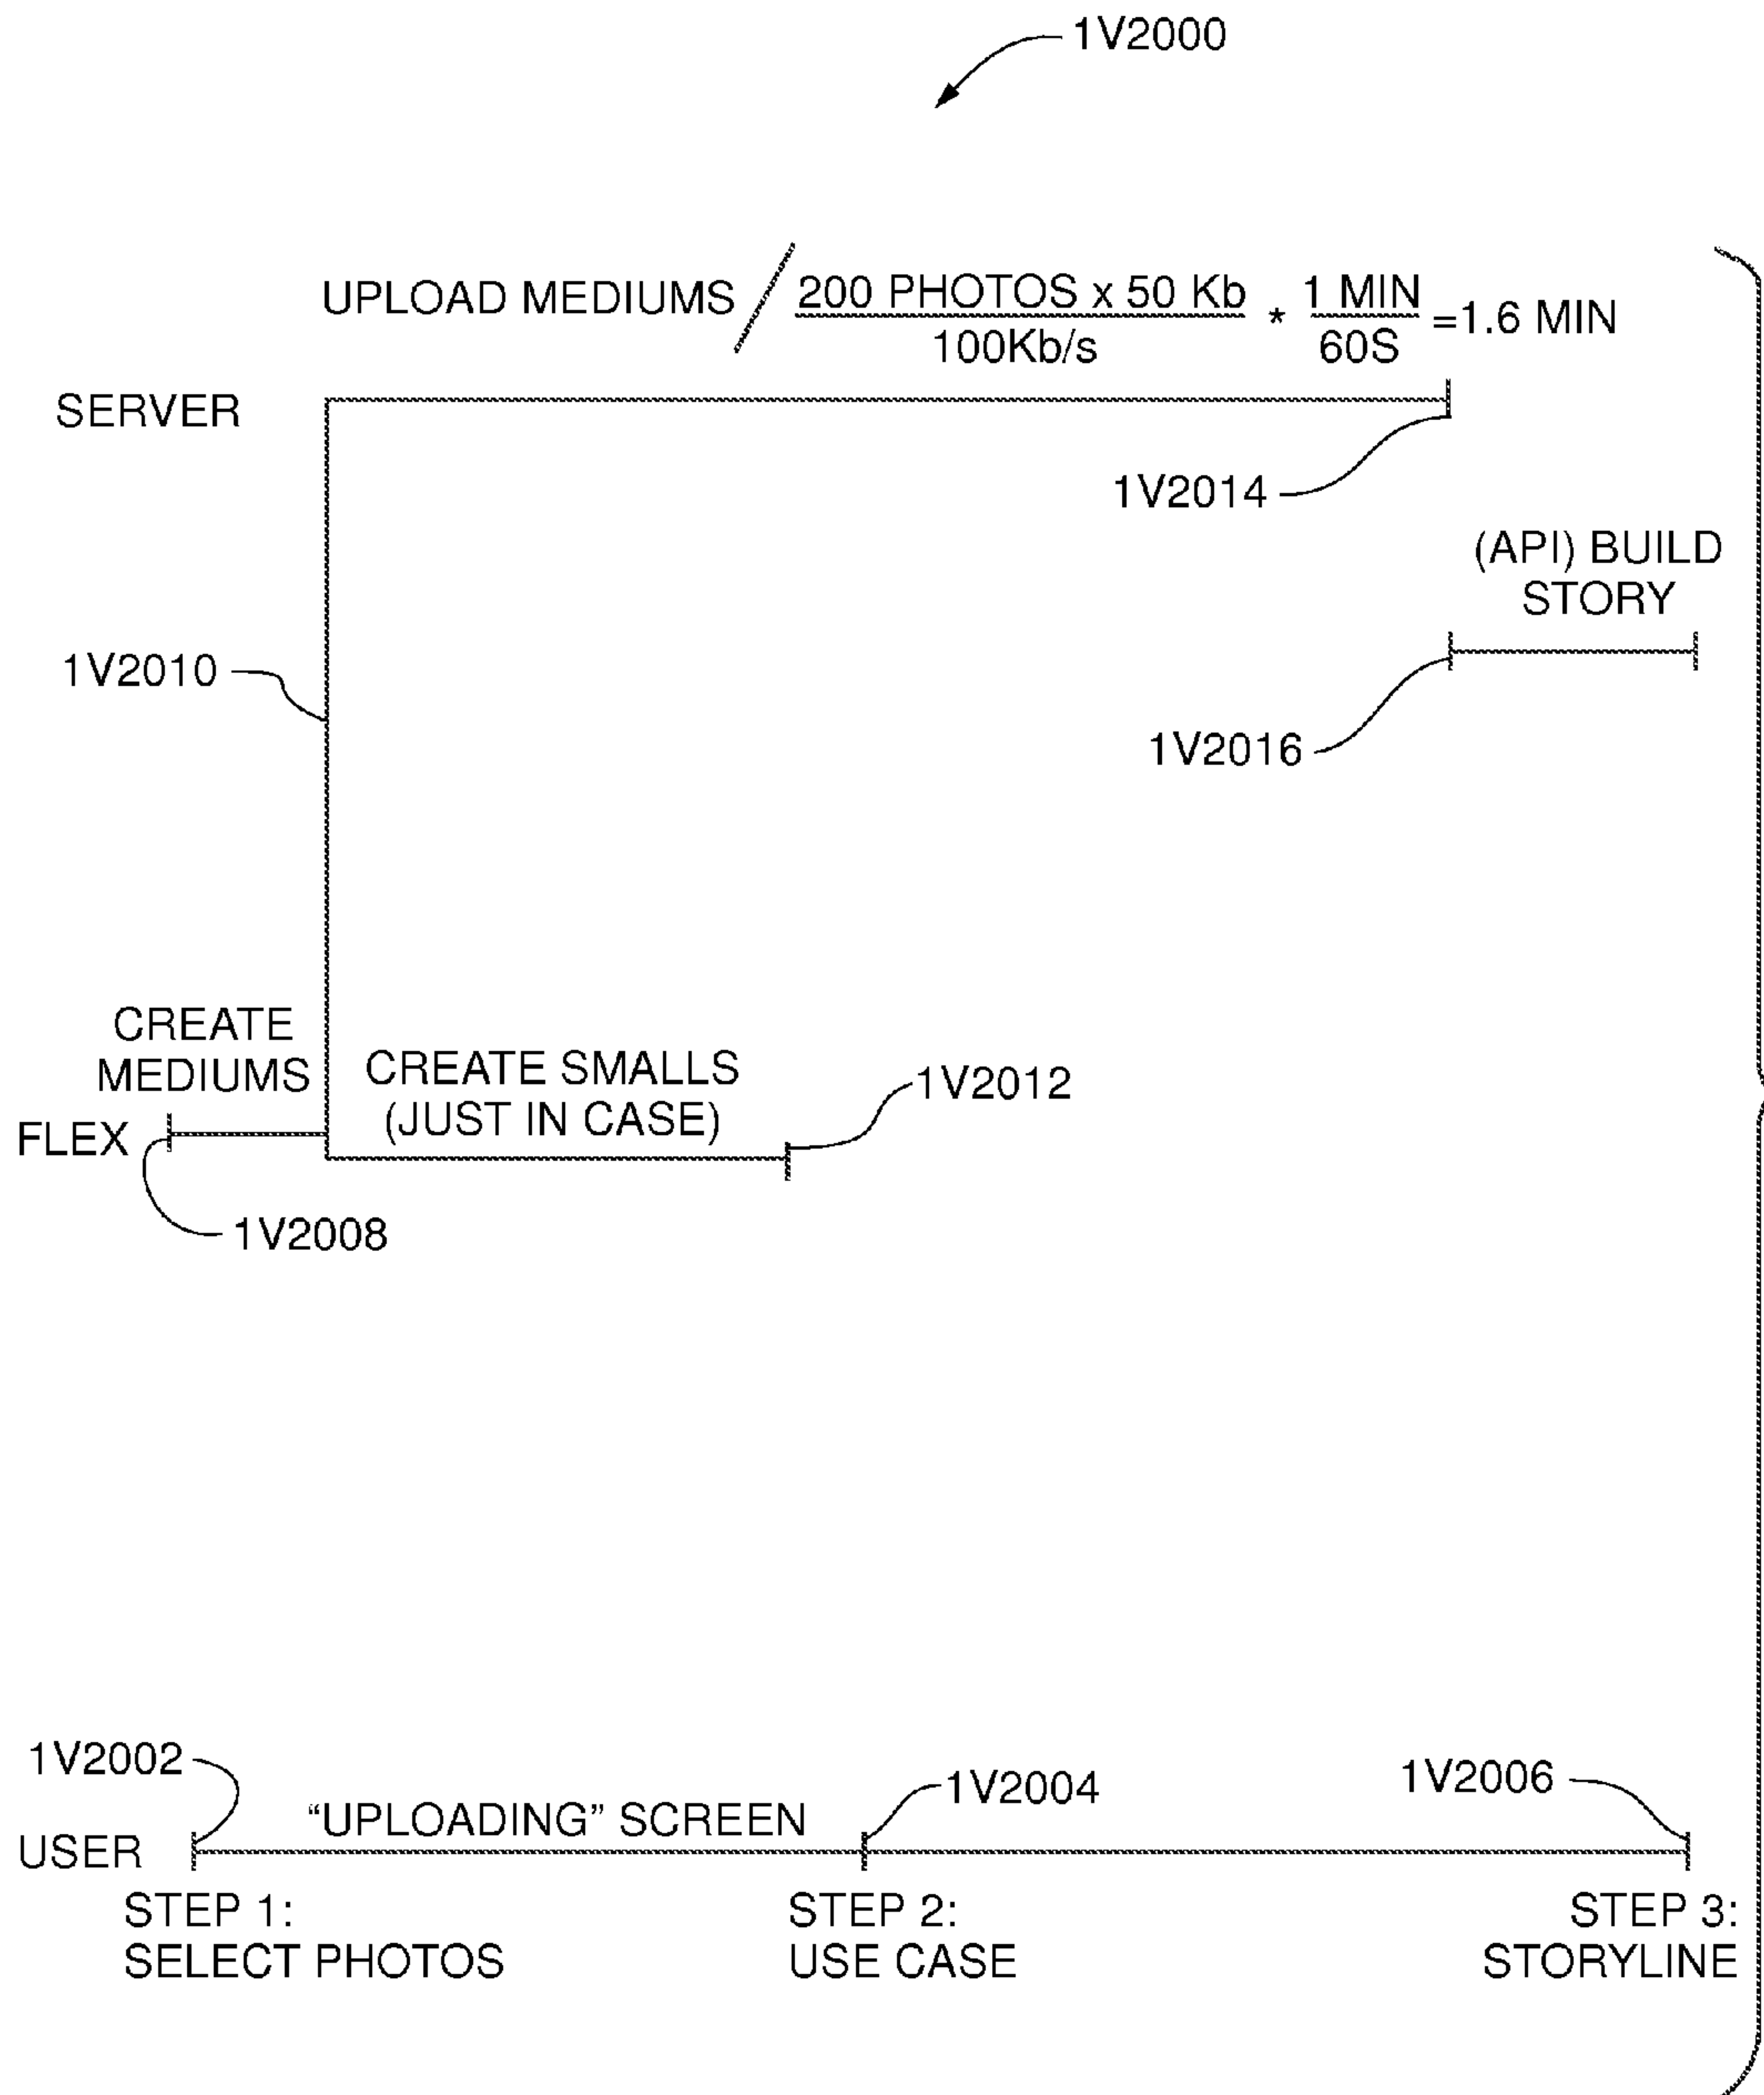 1V2000
UPLOAD MEDIUMS / 200 PHOTOS x 50 Kb * 1 MIN =1.6 MIN
100Kb/s 60S
SERVER
1V2014
(API) BUILD
STORY
1V2010
1V2016
CREATE
MEDIUMS
CREATE SMALLS
(JUST IN CASE)
1V2012
FLEX
1V2008
1V2002
1V2004
1V2006
"UPLOADING" SCREEN
USER
STEP 1:
SELECT PHOTOS
STEP 2:
USE CASE
STEP 3:
STORYLINE